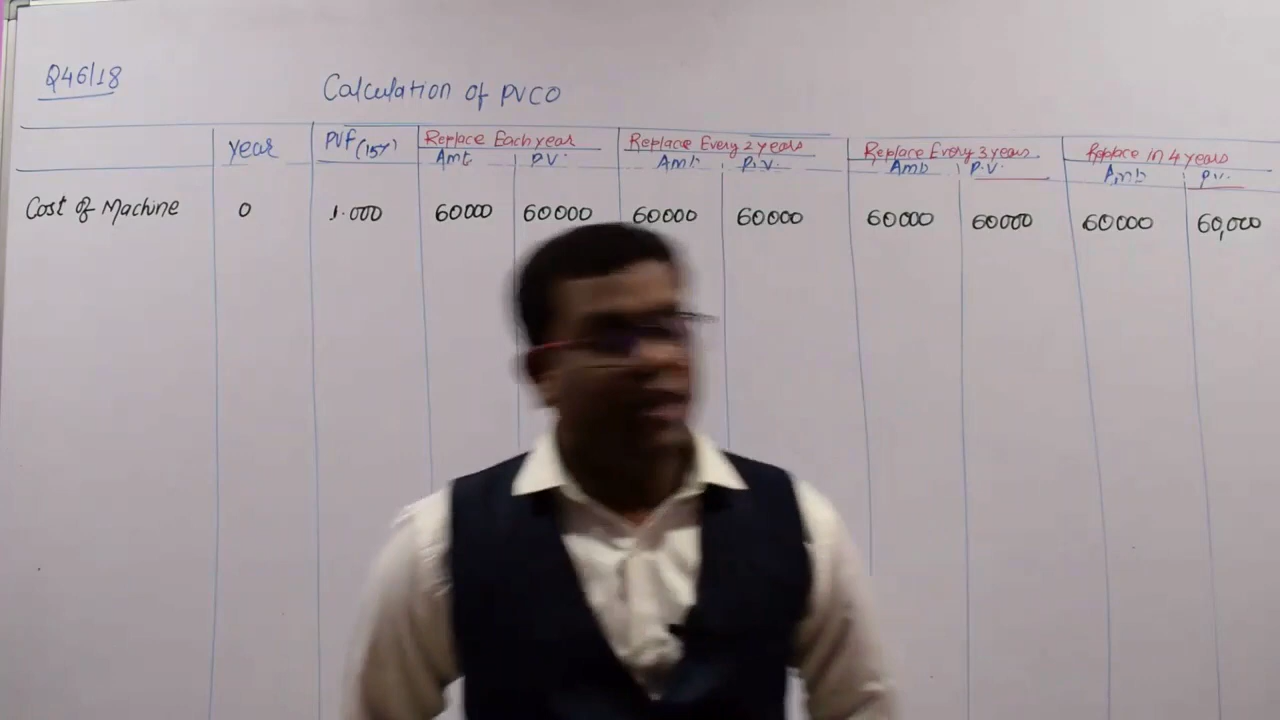 Q46/18
Calculation of PVCO
year PVf(15%) Replace Each year Replace Every 2 years Replace Every 3 years Replace in 4 years
Amt P.V. Amt P.V. Amt P.V. Amt P.V.
Cost of Machine 0 1.000 60000 60000 60000 60000 60000 60000 60000 60,000